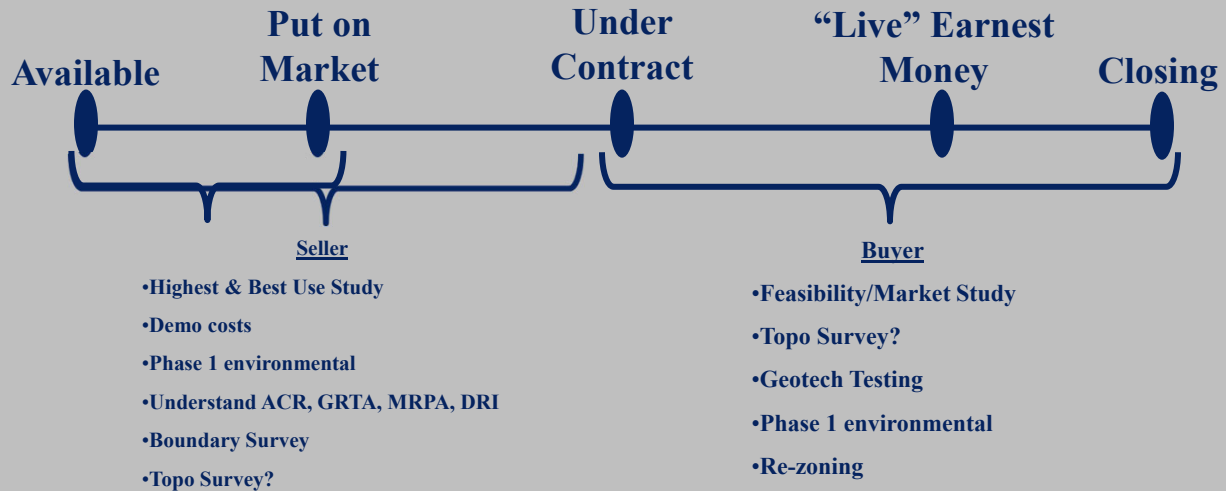 Available
Put on
Market
Under
Contract
“Live” Earnest
Money
Closing
Seller
•Highest & Best Use Study
•Demo costs
•Phase 1 environmental
•Understand ACR, GRTA, MRPA, DRI
•Boundary Survey
•Topo Survey?
Buyer
•Feasibility/Market Study
•Topo Survey?
•Geotech Testing
•Phase 1 environmental
•Re-zoning